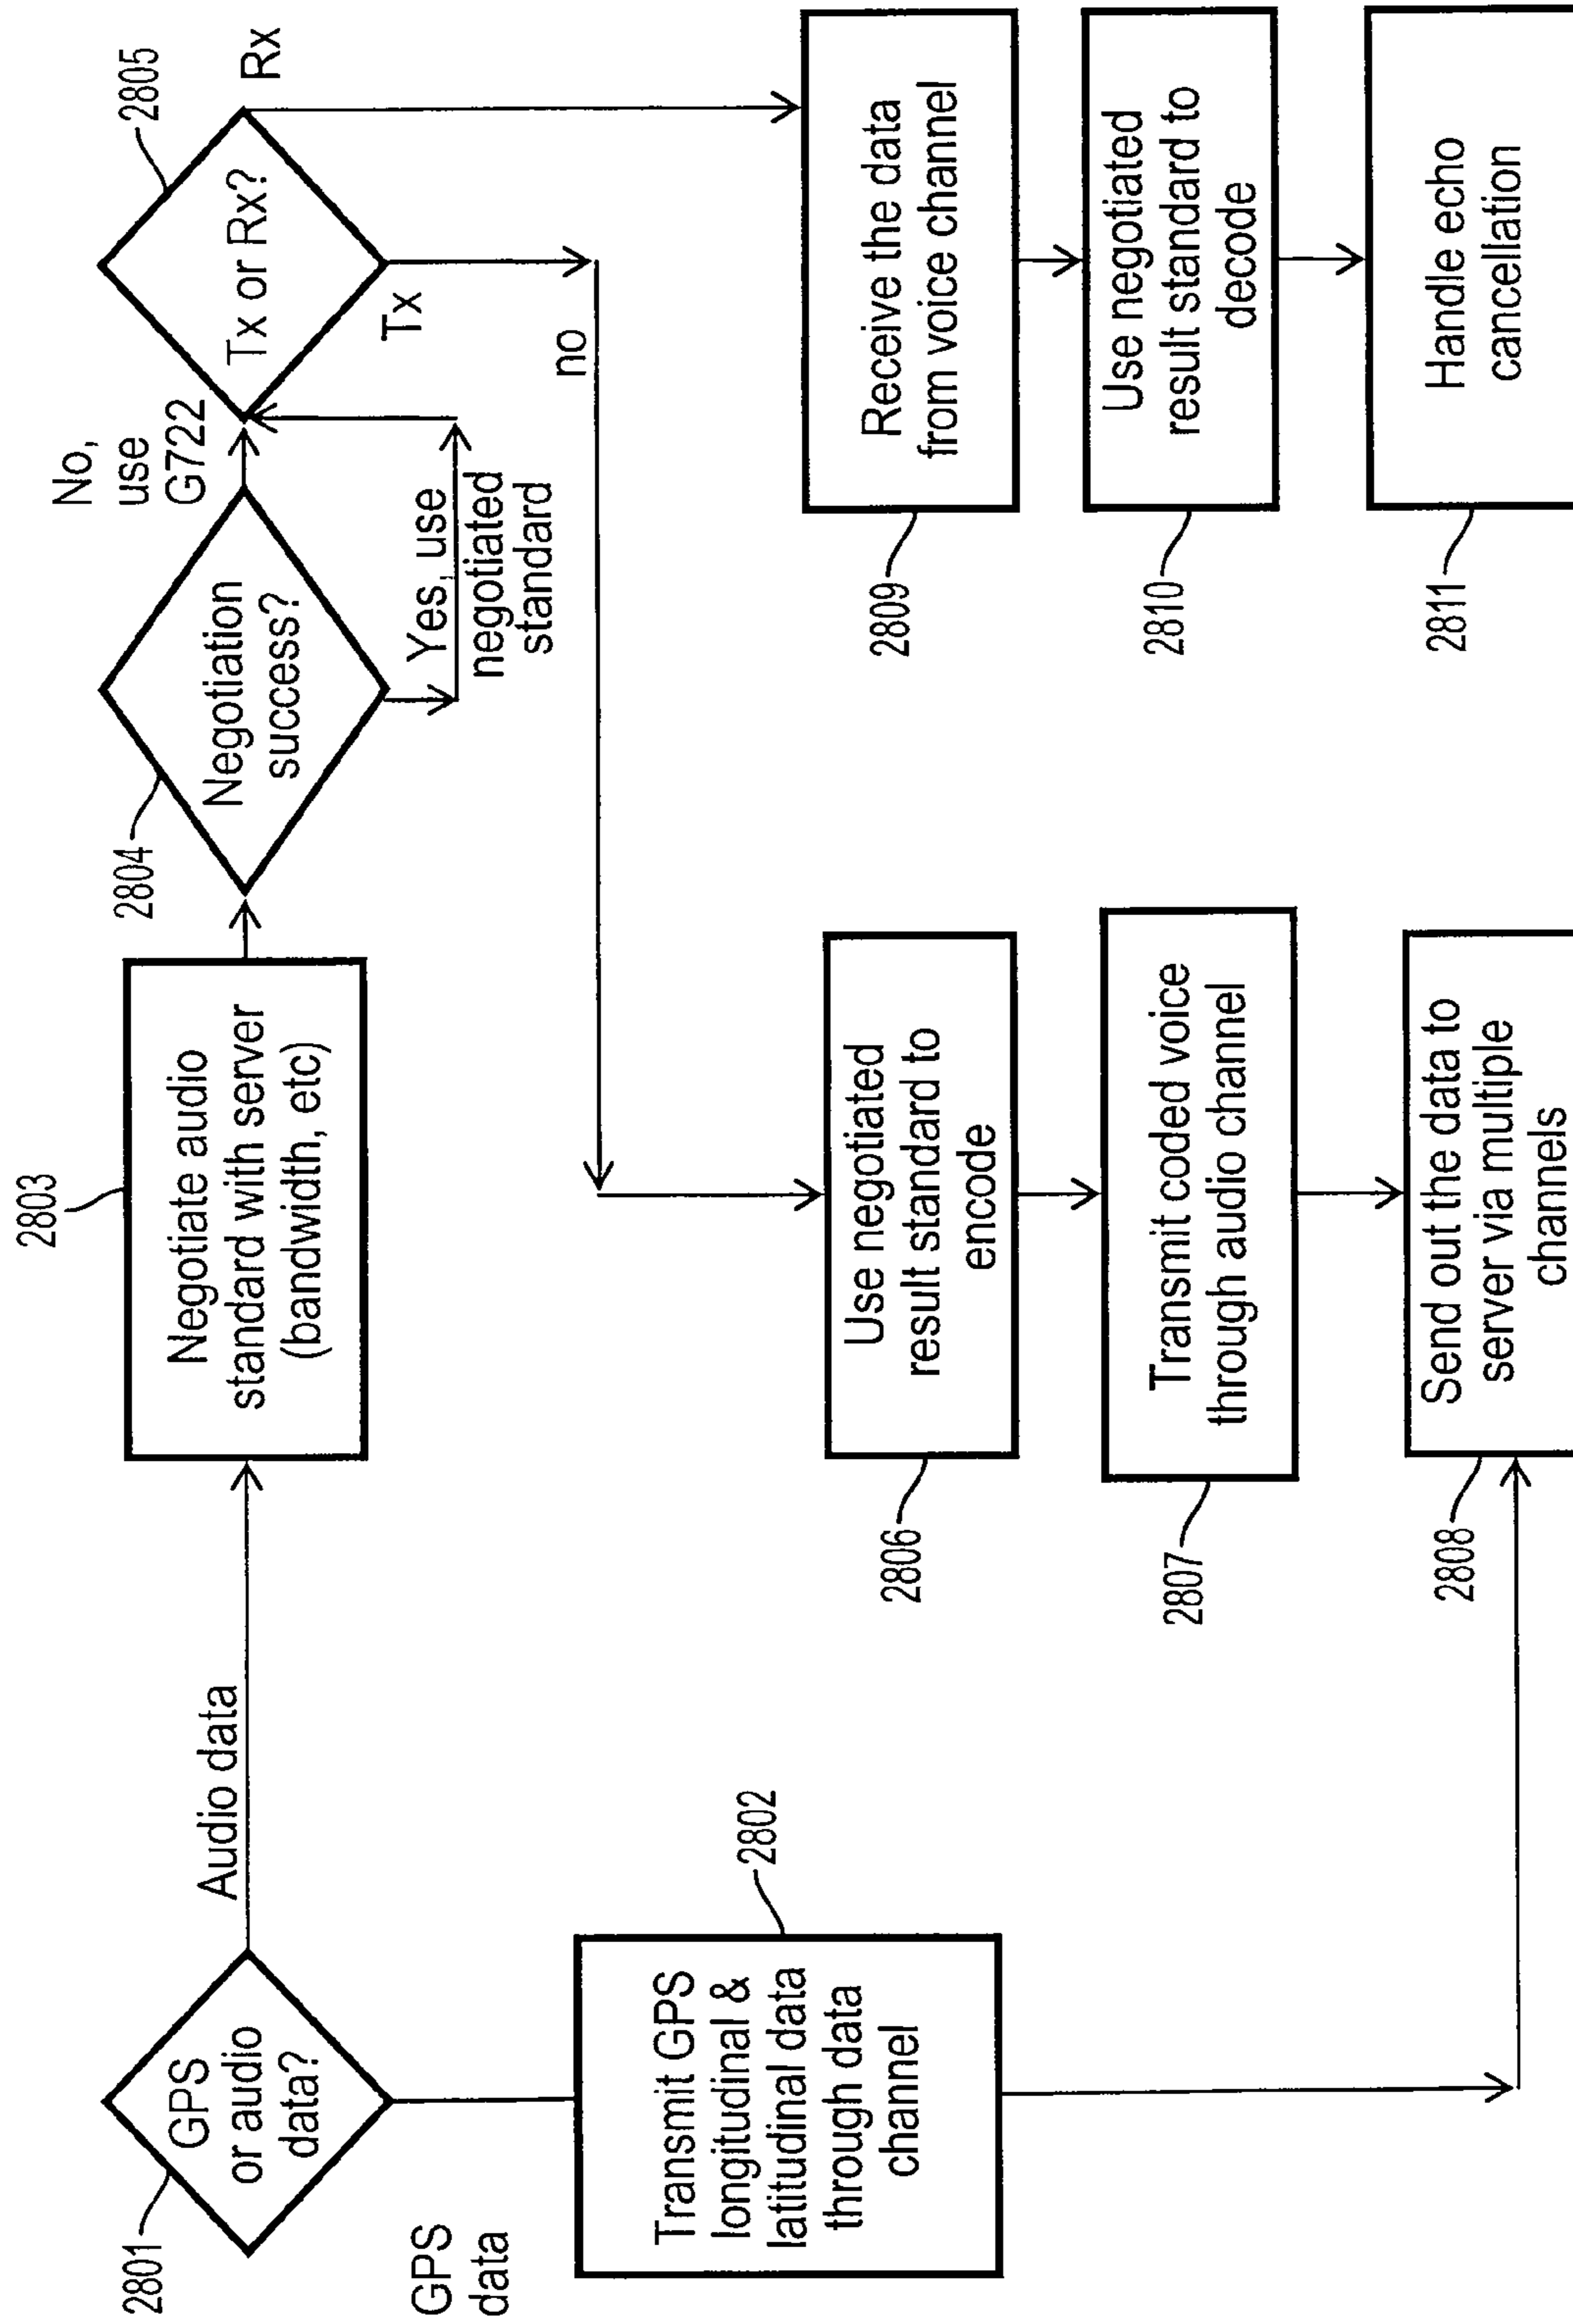 2801
GPS
or audio
data?
Audio data
GPS
data
2802
Transmit GPS
longitudinal &
latitudinal data
through data
channel
2803
Negotiate audio
standard with server
(bandwidth, etc)
2804
Negotiation
success?
No,
use
G722
Yes, use
negotiated
standard
2805
Tx or Rx?
Rx
Tx
no
2806
Use negotiated
result standard to
encode
2807
Transmit coded voice
through audio channel
2808
Send out the data to
server via multiple
channels
2809
Receive the data
from voice channel
2810
Use negotiated
result standard to
decode
2811
Handle echo
cancellation